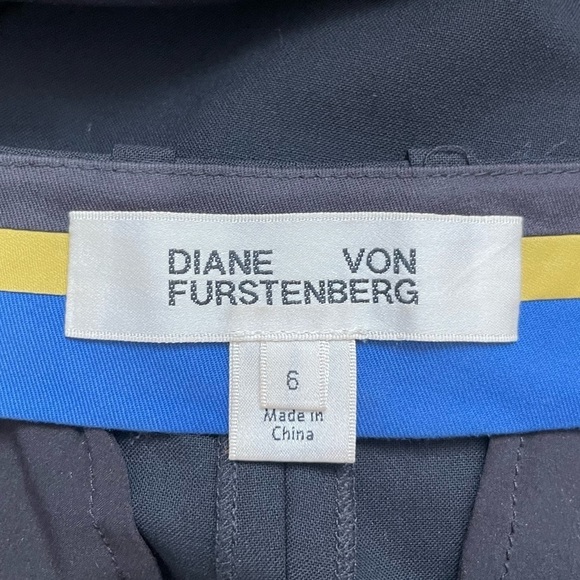 DIANE VON
FURSTENBERG
6
Made in
China